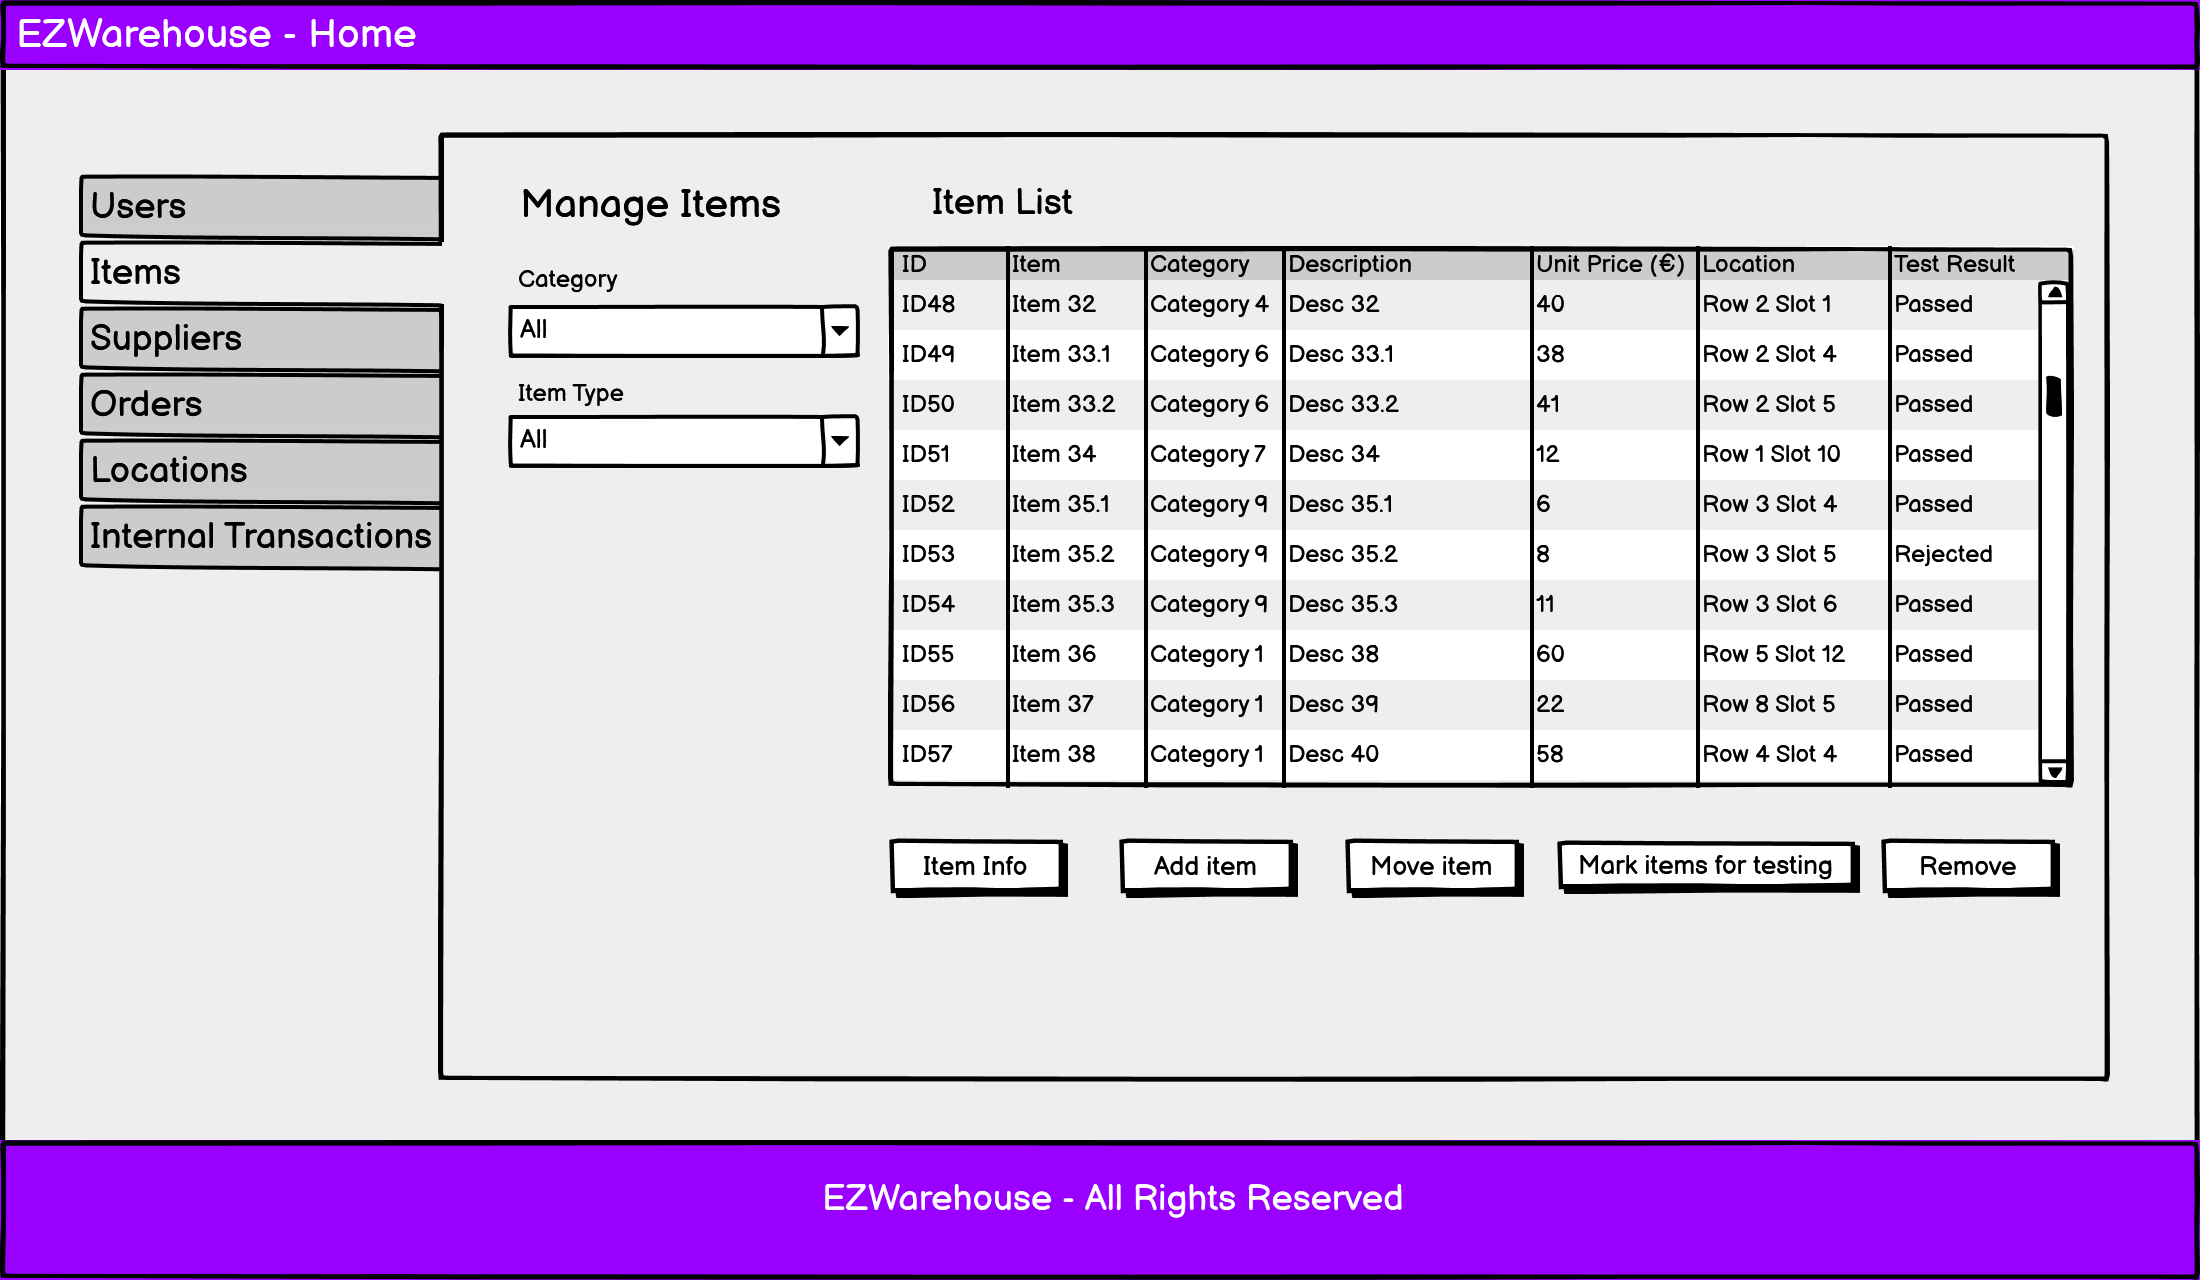 EZWarehouse - Home
Users
Items
Suppliers
Orders
Locations
Internal Transactions
Manage Items
Category
All
Item Type
All
Item List
ID Item Category Description Unit Price (€) Location Test Result
ID48 Item 32 Category 4 Desc 32 40 Row 2 Slot 1 Passed
ID49 Item 33.1 Category 6 Desc 33.1 38 Row 2 Slot 4 Passed
ID50 Item 33.2 Category 6 Desc 33.2 41 Row 2 Slot 5 Passed
ID51 Item 34 Category 7 Desc 34 12 Row 1 Slot 10 Passed
ID52 Item 35.1 Category 9 Desc 35.1 6 Row 3 Slot 4 Passed
ID53 Item 35.2 Category 9 Desc 35.2 8 Row 3 Slot 5 Rejected
ID54 Item 35.3 Category 9 Desc 35.3 11 Row 3 Slot 6 Passed
ID55 Item 36 Category 1 Desc 38 60 Row 5 Slot 12 Passed
ID56 Item 37 Category 1 Desc 39 22 Row 8 Slot 5 Passed
ID57 Item 38 Category 1 Desc 40 58 Row 4 Slot 4 Passed
Item Info Add item Move item Mark items for testing Remove
EZWarehouse - All Rights Reserved